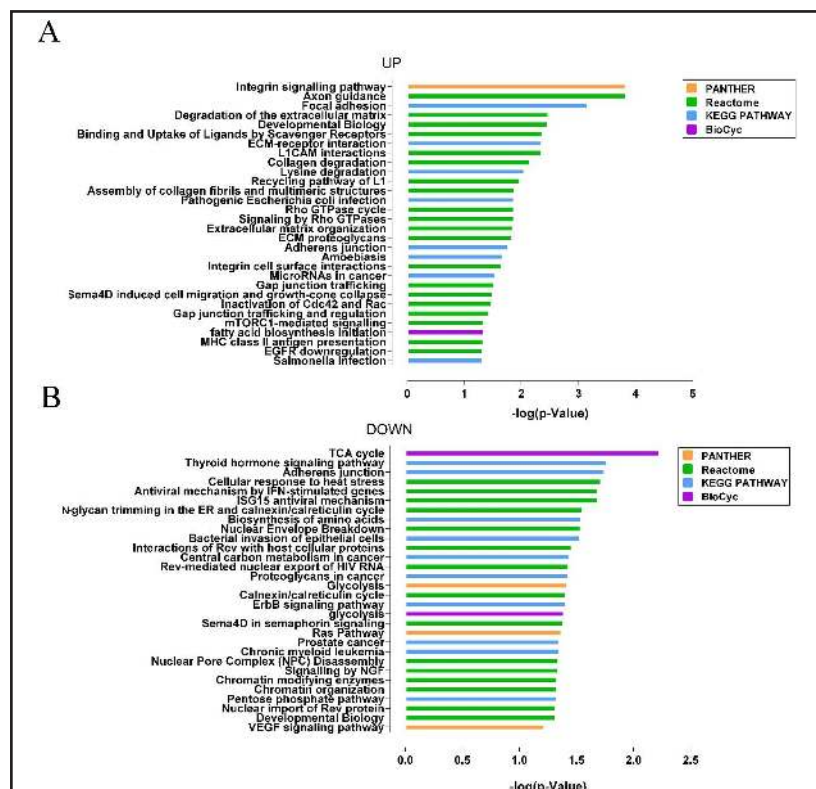 A
UP
Integrin signalling pathway
Axon guidance
Focal adhesion
Degradation of the extracellular matrix
Developmental Biology
Binding and Uptake of Ligands by Scavenger Receptors
ECM-receptor interaction
L1CAM interactions
Collagen degradation
Lysine degradation
Recycling pathway of L1
Assembly of collagen fibrils and multimeric structures
Pathogenic Escherichia coli infection
Rho GTPase cycle
Signaling by Rho GTPases
Extracellular matrix organization
ECM proteoglycans
Adherens junction
Amoebiasis
Integrin cell surface interactions
MicroRNAs in cancer
Gap junction trafficking
Sema4D induced cell migration and growth-cone collapse
Inactivation of Cdc42 and Rac
Gap junction trafficking and regulation
mTORC1-mediated signalling
fatty acid biosynthesis initiation
MHC class II antigen presentation
EGFR downregulation
Salmonella infection
PANTHER
Reactome
KEGG PATHWAY
BioCyc
0 1 2 3 4 5
-log(p-Value)
B
DOWN
TCA cycle
Thyroid hormone signaling pathway
Adherens junction
Cellular response to heat stress
Antiviral mechanism by IFN-stimulated genes
ISG15 antiviral mechanism
N-glycan trimming in the ER and calnexin/calreticulin cycle
Biosynthesis of amino acids
Nuclear Envelope Breakdown
Bacterial invasion of epithelial cells
Interactions of Rev with host cellular proteins
Central carbon metabolism in cancer
Rev-mediated nuclear export of HIV RNA
Proteoglycans in cancer
Glycolysis
Calnexin/calreticulin cycle
ErbB signaling pathway
glycolysis
Sema4D in semaphorin signaling
Ras Pathway
Prostate cancer
Chronic myeloid leukemia
Nuclear Pore Complex (NPC) Disassembly
Signalling by NGF
Chromatin modifying enzymes
Chromatin organization
Pentose phosphate pathway
Nuclear import of Rev protein
Developmental Biology
VEGF signaling pathway
PANTHER
Reactome
KEGG PATHWAY
BioCyc
0.0 0.5 1.0 1.5 2.0 2.5
-log(p-Value)